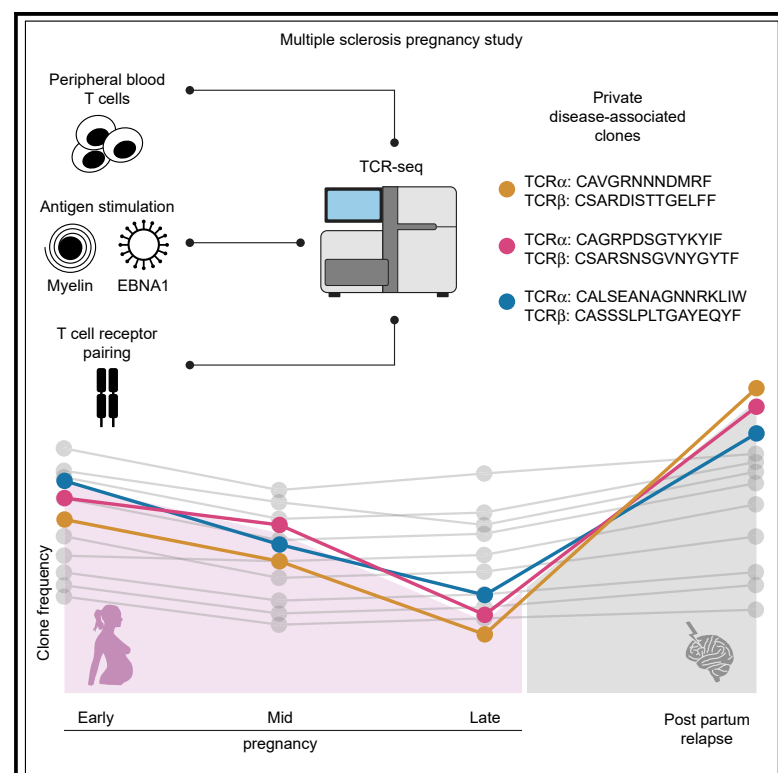 Multiple sclerosis pregnancy study
Peripheral blood
T cells
Antigen stimulation
Myelin
EBNA1
T cell receptor
pairing
TCR-seq
Private
disease-associated
clones
TCRα: CAVGRNNNDMRF
TCRβ: CSARDISTTGELFF
TCRα: CAGRPDSGTYKYIF
TCRβ: CSARSNSGVNYGYTF
TCRα: CALSEANAGNNRKLIW
TCRβ: CASSSLPLTGAYEQYF
Clone frequency
Early
Mid
Late
pregnancy
Post partum
relapse